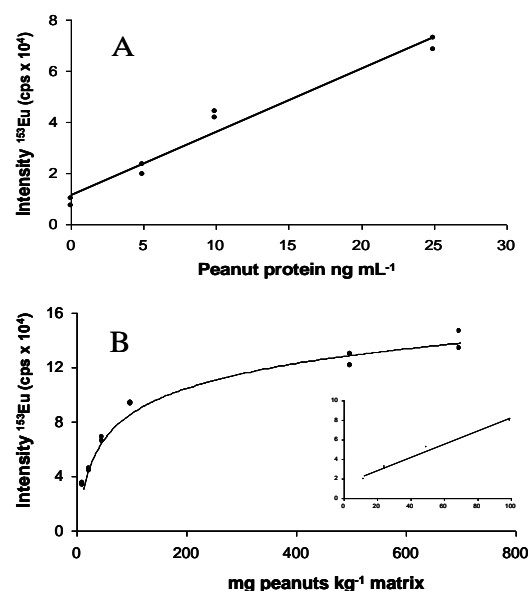 A
Intensity ¹⁵³Eu (cps x 10⁴)
8
6
4
2
0
0 5 10 15 20 25 30
Peanut protein ng mL⁻¹
B
Intensity ¹⁵³Eu (cps x 10⁴)
16
12
8
4
0
10
8
6
4
2
0
0 20 40 60 80 100
0 200 400 600 800
mg peanuts kg⁻¹ matrix